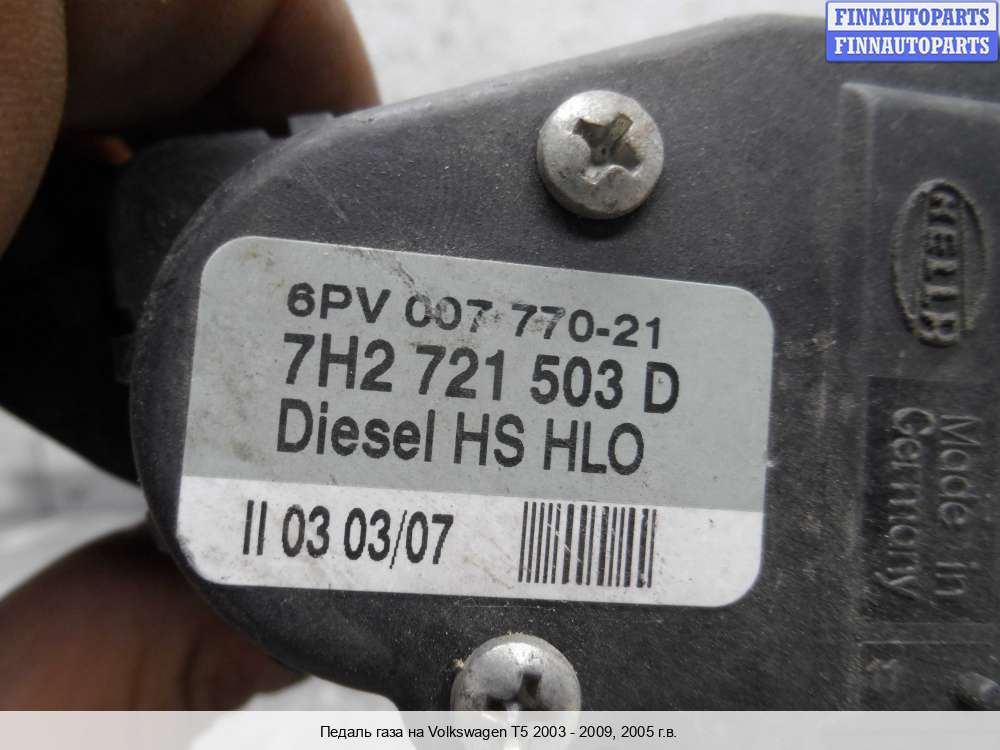 FINNAUTOPARTS
FINNAUTOPARTS
HELLA
6PV 007 770-21
7H2 721 503 D
Diesel HS HLO
II 03 03/07
Made in
Germany
Педаль газа на Volkswagen T5 2003 - 2009, 2005 г.в.